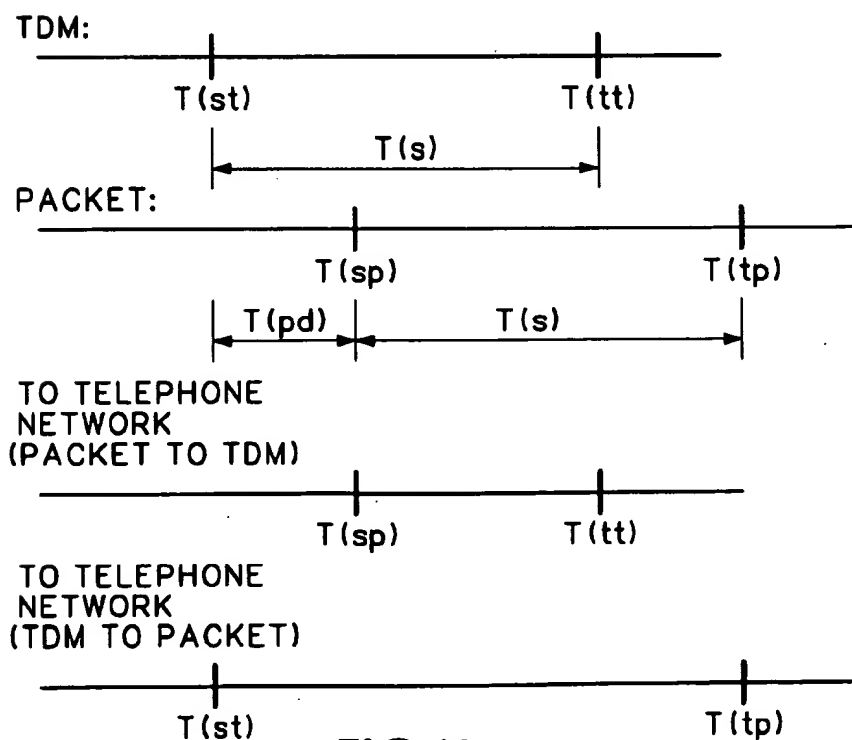 TDM:
T(st) T(tt)
T(s)
PACKET:
T(sp) T(tp)
T(pd) T(s)
TO TELEPHONE
NETWORK
(PACKET TO TDM)
T(sp) T(tt)
TO TELEPHONE
NETWORK
(TDM TO PACKET)
T(st) T(tp)